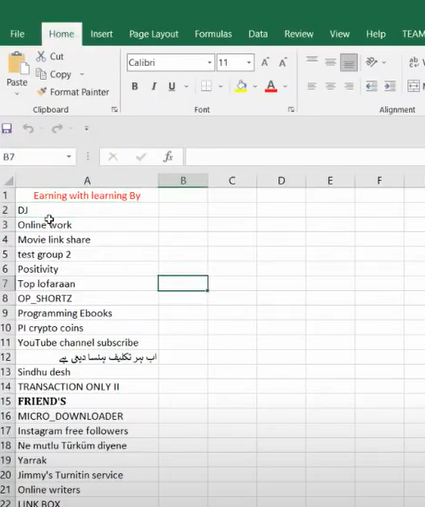 File Home Insert Page Layout Formulas Data Review View Help TEAM
Cut
Copy
Format Painter
Paste
Clipboard
Calibri 11
B I U
Font
ab
Alignment
B7 fx
A B C D E F
1 Earning with learning By
2 DJ
3 Online work
4 Movie link share
5 test group 2
6 Positivity
7 Top lofaraan
8 OP_SHORTZ
9 Programming Ebooks
10 PI crypto coins
11 YouTube channel subscribe
12 اب ہر تکلیف ہنسا دیتی ہے
13 Sindhu desh
14 TRANSACTION ONLY II
15 FRIEND'S
16 MICRO_DOWNLOADER
17 Instagram free followers
18 Ne mutlu Türküm diyene
19 Yarrak
20 Jimmy's Turnitin service
21 Online writers
22 LINK BOX